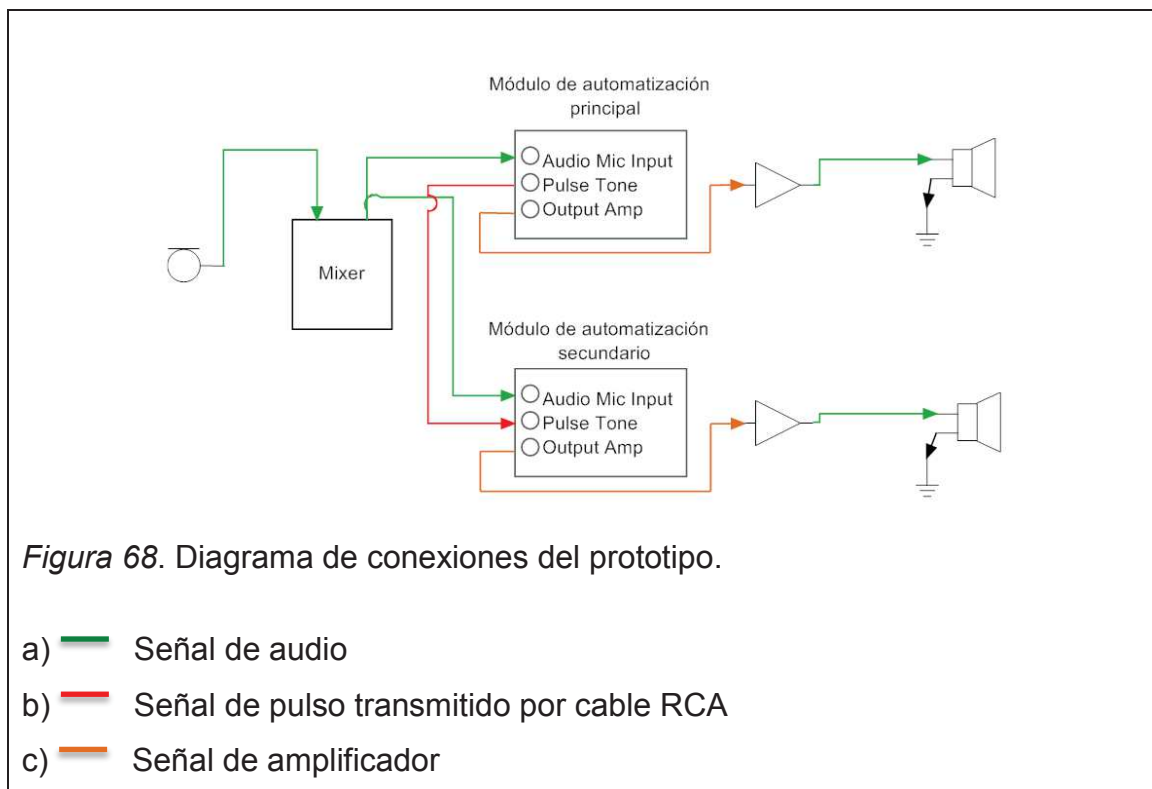 Módulo de automatización
principal
Audio Mic Input
Pulse Tone
Output Amp
Mixer
Módulo de automatización
secundario
Audio Mic Input
Pulse Tone
Output Amp
Figura 68. Diagrama de conexiones del prototipo.
a) Señal de audio
b) Señal de pulso transmitido por cable RCA
c) Señal de amplificador